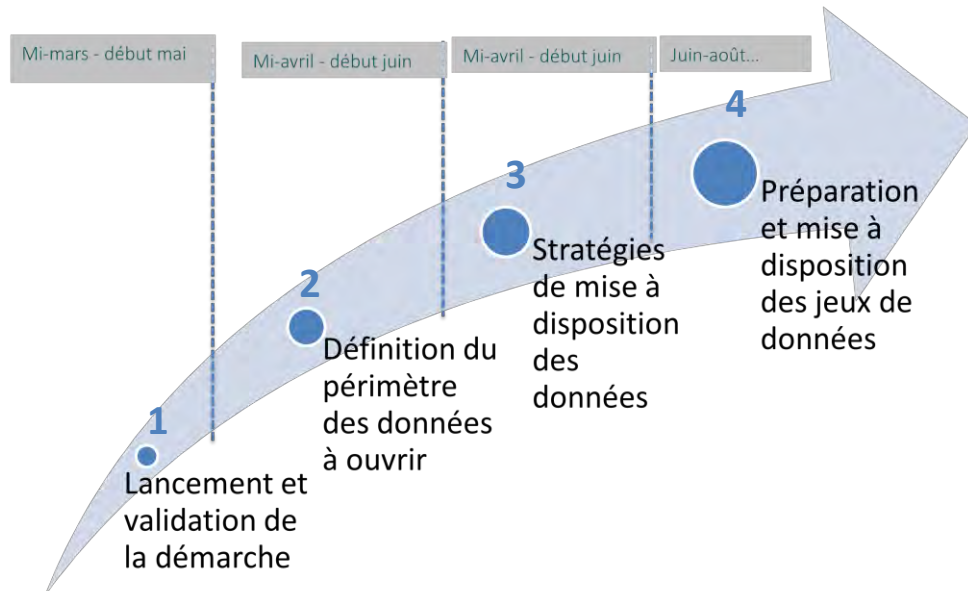 Mi-mars - début mai
Mi-avril - début juin
Mi-avril - début juin
Juin-août...
1
Lancement et
validation de
la démarche
2
Définition du
périmètre
des données
à ouvrir
3
Stratégies
de mise à
disposition
des
données
4
Préparation
et mise à
disposition
des jeux de
données